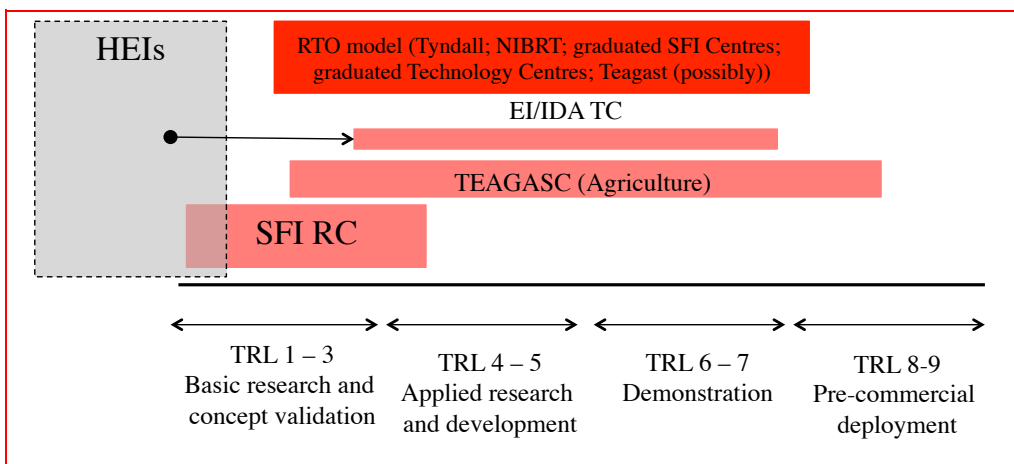 HEIs
RTO model (Tyndall; NIBRT; graduated SFI Centres;
graduated Technology Centres; Teagast (possibly))
EI/IDA TC
TEAGASC (Agriculture)
SFI RC
TRL 1 – 3
Basic research and
concept validation
TRL 4 – 5
Applied research
and development
TRL 6 – 7
Demonstration
TRL 8-9
Pre-commercial
deployment